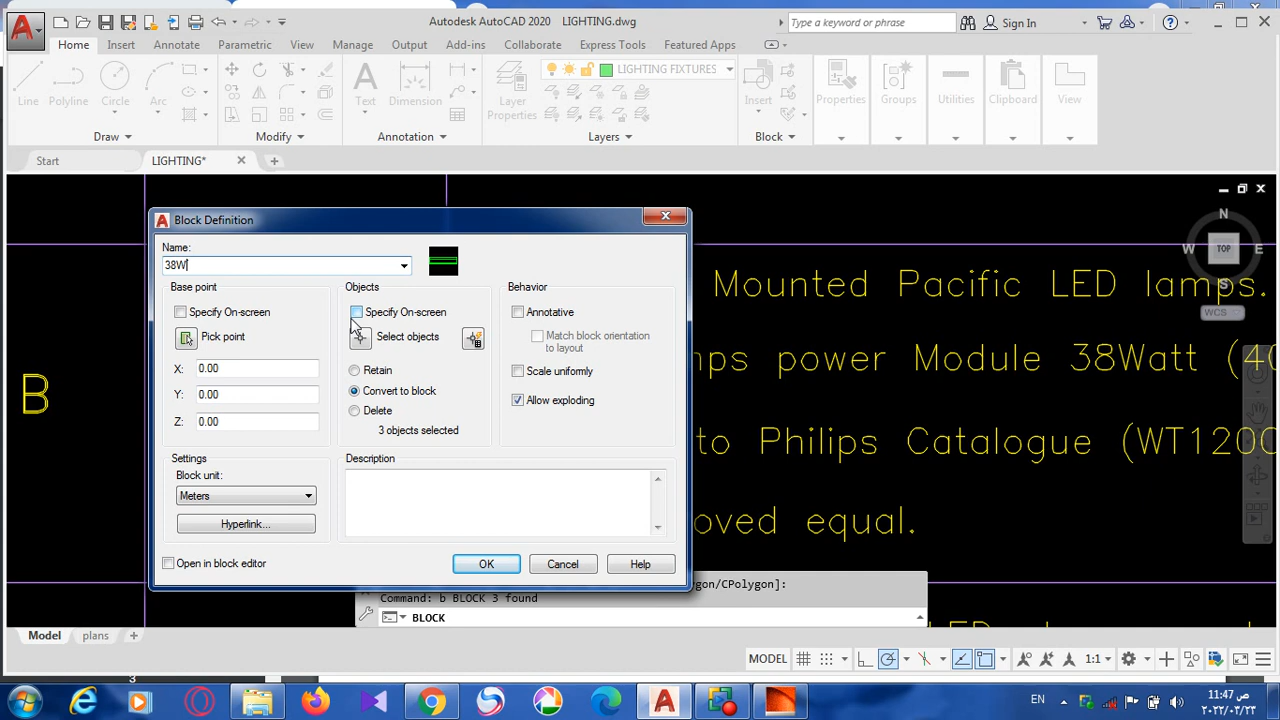 Autodesk AutoCAD 2020 LIGHTING.dwg
Type a keyword or phrase
Sign In
Home Insert Annotate Parametric View Manage Output Add-ins Collaborate Express Tools Featured Apps
LIGHTING FIXTURES
Line Polyline Circle Arc
Text Dimension
Layer
Properties
Insert
Properties Groups Utilities Clipboard View
Draw Modify Annotation Layers Block
Start LIGHTING*
Block Definition
Name:
38W
Base point
Specify On-screen
Pick point
X: 0.00
Y: 0.00
Z: 0.00
Objects
Specify On-screen
Select objects
Retain
Convert to block
Delete
3 objects selected
Behavior
Annotative
Match block orientation
to layout
Scale uniformly
Allow exploding
Settings
Block unit:
Meters
Hyperlink...
Description
Open in block editor
OK Cancel Help
B
Mounted Pacific LED lamps.
mps power Module 38Watt (40
to Philips Catalogue (WT120C
oved equal.
N
W TOP E
S
WCS
gon/CPolygon]:
Command: b BLOCK 3 found
BLOCK
Model plans
MODEL
1:1
3
EN
11:47 ص
٢٠٢٢/٠٣/٢٣